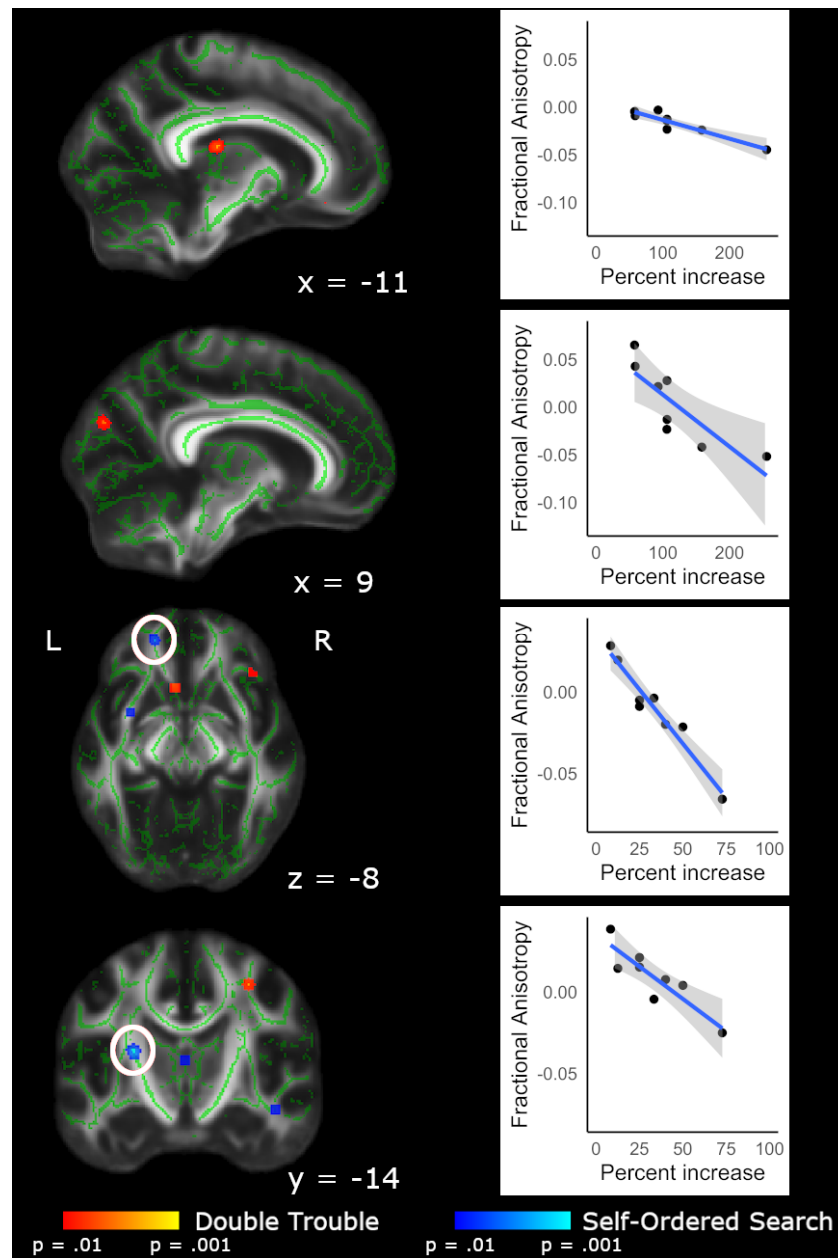 0.05
0.00
-0.05
-0.10
Fractional Anisotropy
0 100 200
Percent increase
x = -11
0.05
0.00
-0.05
-0.10
Fractional Anisotropy
0 100 200
Percent increase
x = 9
L R
0.00
-0.05
Fractional Anisotropy
0 25 50 75 100
Percent increase
z = -8
0.00
-0.05
Fractional Anisotropy
0 25 50 75 100
Percent increase
y = -14
Double Trouble
p = .01 p = .001
Self-Ordered Search
p = .01 p = .001